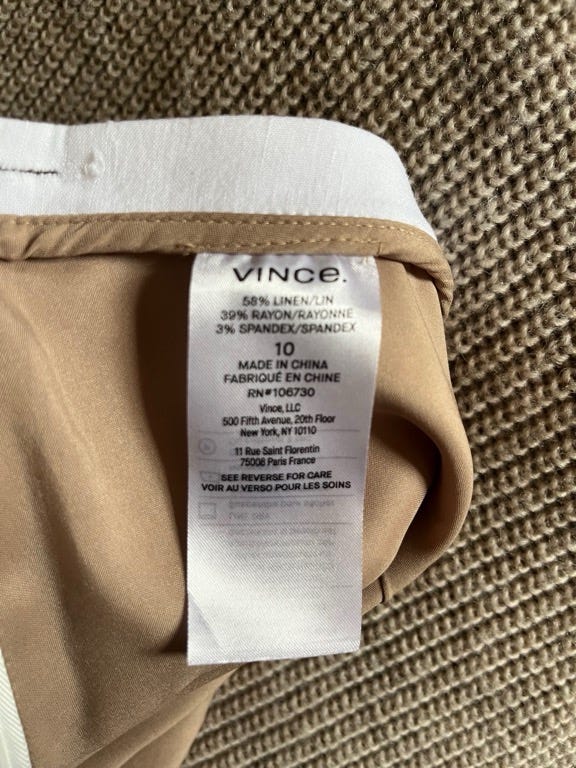 VINCE.
58% LINEN/LIN
39% RAYON/RAYONNE
3% SPANDEX/SPANDEX
10
MADE IN CHINA
FABRIQUÉ EN CHINE
RN#106730
Vince, LLC
500 Fifth Avenue, 20th Floor
New York, NY 10110
11 Rue Saint Florentin
75008 Paris France
SEE REVERSE FOR CARE
VOIR AU VERSO POUR LES SOINS